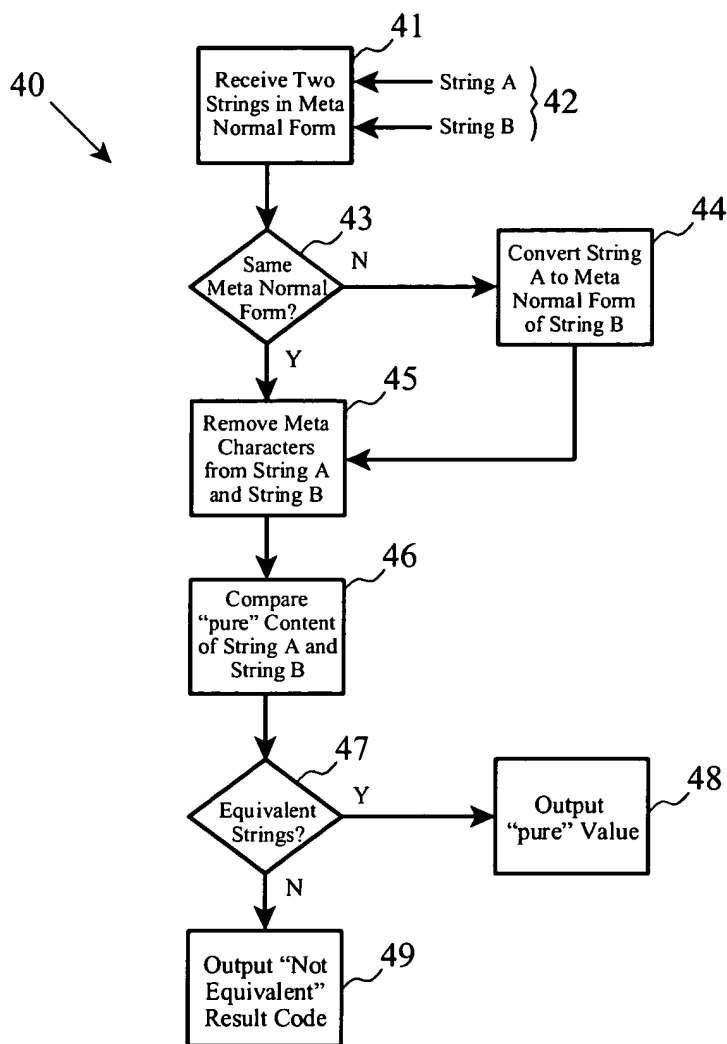 40
41
Receive Two
Strings in Meta
Normal Form
String A
String B
42
43
Same
Meta Normal
Form?
N
Y
44
Convert String
A to Meta
Normal Form
of String B
45
Remove Meta
Characters
from String A
and String B
46
Compare
“pure” Content
of String A and
String B
47
Equivalent
Strings?
Y
N
48
Output
“pure” Value
49
Output “Not
Equivalent”
Result Code